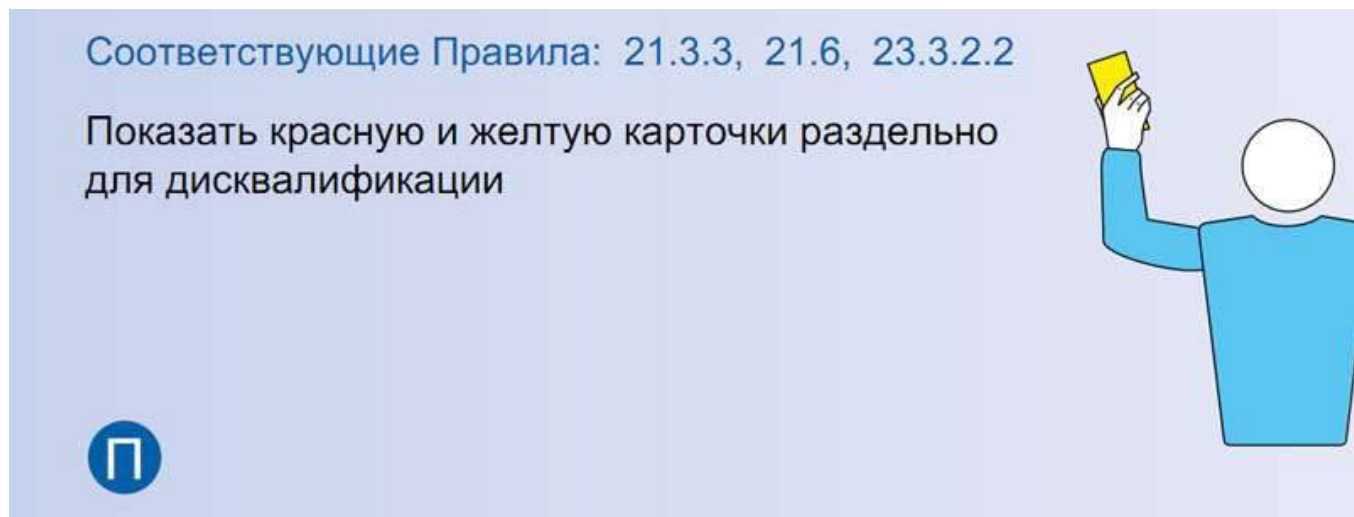 Соответствующие Правила: 21.3.3, 21.6, 23.3.2.2
Показать красную и желтую карточки раздельно
для дисквалификации
П